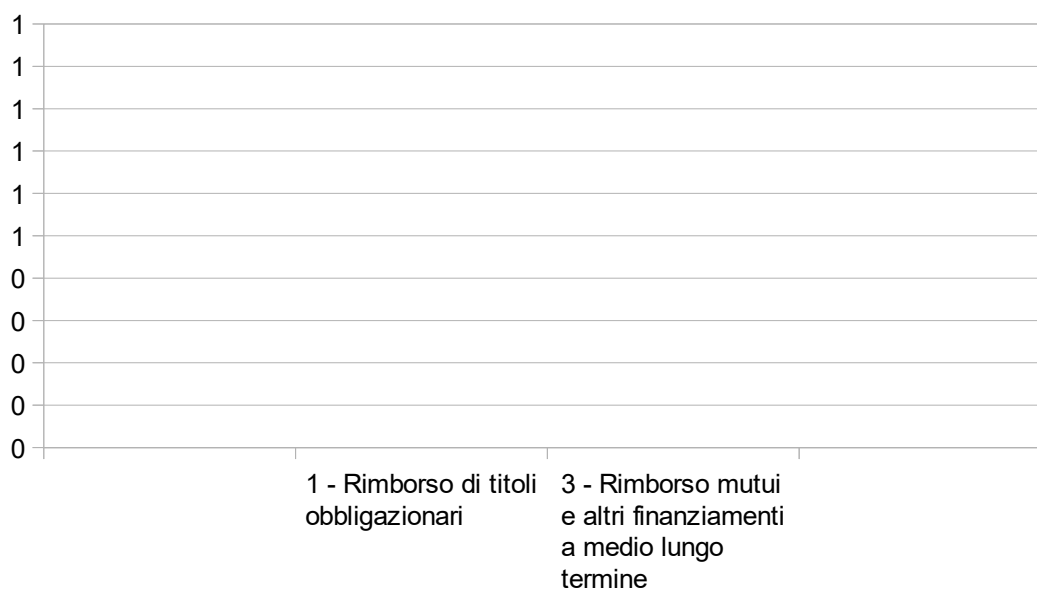 1
1
1
1
1
1
0
0
0
0
0
1 - Rimborso di titoli
obbligazionari
3 - Rimborso mutui
e altri finanziamenti
a medio lungo
termine